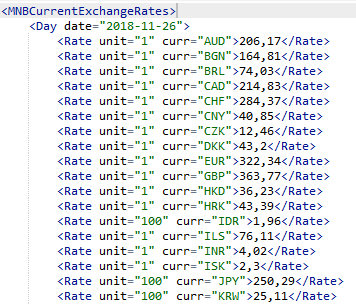 <MNBCurrentExchangeRates>
<Day date="2018-11-26">
<Rate unit="1" curr="AUD">206,17</Rate>
<Rate unit="1" curr="BGN">164,81</Rate>
<Rate unit="1" curr="BRL">74,03</Rate>
<Rate unit="1" curr="CAD">214,83</Rate>
<Rate unit="1" curr="CHF">284,37</Rate>
<Rate unit="1" curr="CNY">40,85</Rate>
<Rate unit="1" curr="CZK">12,46</Rate>
<Rate unit="1" curr="DKK">43,2</Rate>
<Rate unit="1" curr="EUR">322,34</Rate>
<Rate unit="1" curr="GBP">363,77</Rate>
<Rate unit="1" curr="HKD">36,23</Rate>
<Rate unit="1" curr="HRK">43,39</Rate>
<Rate unit="100" curr="IDR">1,96</Rate>
<Rate unit="1" curr="ILS">76,11</Rate>
<Rate unit="1" curr="INR">4,02</Rate>
<Rate unit="1" curr="ISK">2,3</Rate>
<Rate unit="100" curr="JPY">250,29</Rate>
<Rate unit="100" curr="KRW">25,11</Rate>